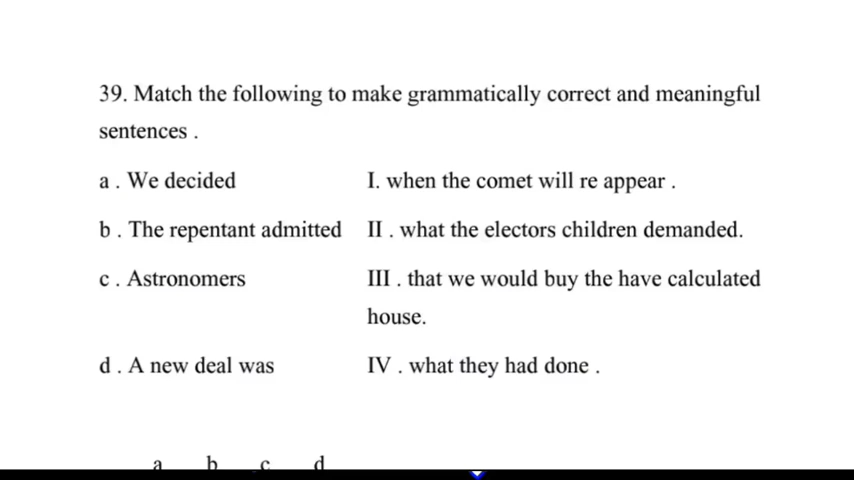 39. Match the following to make grammatically correct and meaningful
sentences .
a . We decided I. when the comet will re appear .
b . The repentant admitted II . what the electors children demanded.
c . Astronomers III . that we would buy the have calculated
house.
d . A new deal was IV . what they had done .
a b c d